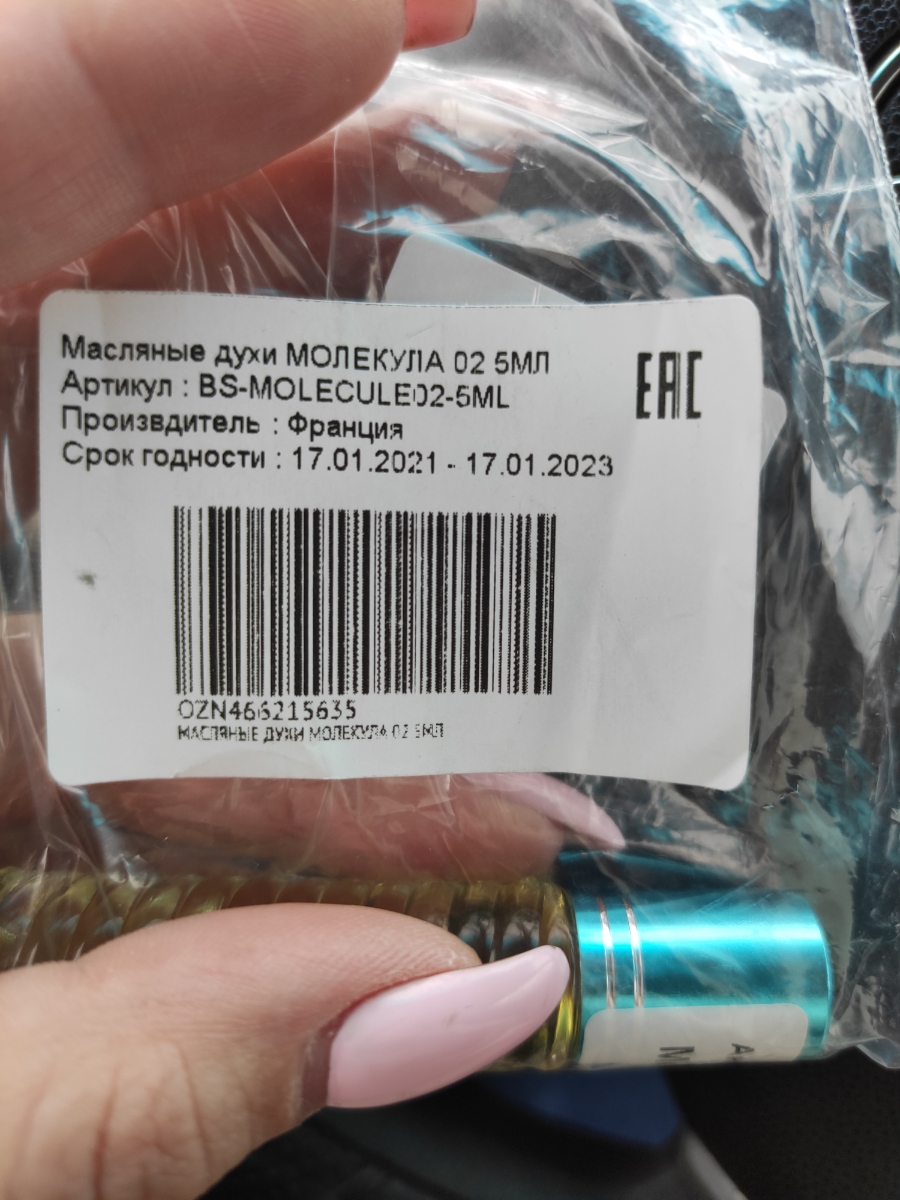 Масляные духи МОЛЕКУЛА 02 5МЛ
Артикул : BS-MOLECULE02-5ML
Произвдитель : Франция
Срок годности : 17.01.2021 - 17.01.2023
EAC
OZN466215635
МАСЛЯНЫЕ ДУХИ МОЛЕКУЛА 02 5МЛ